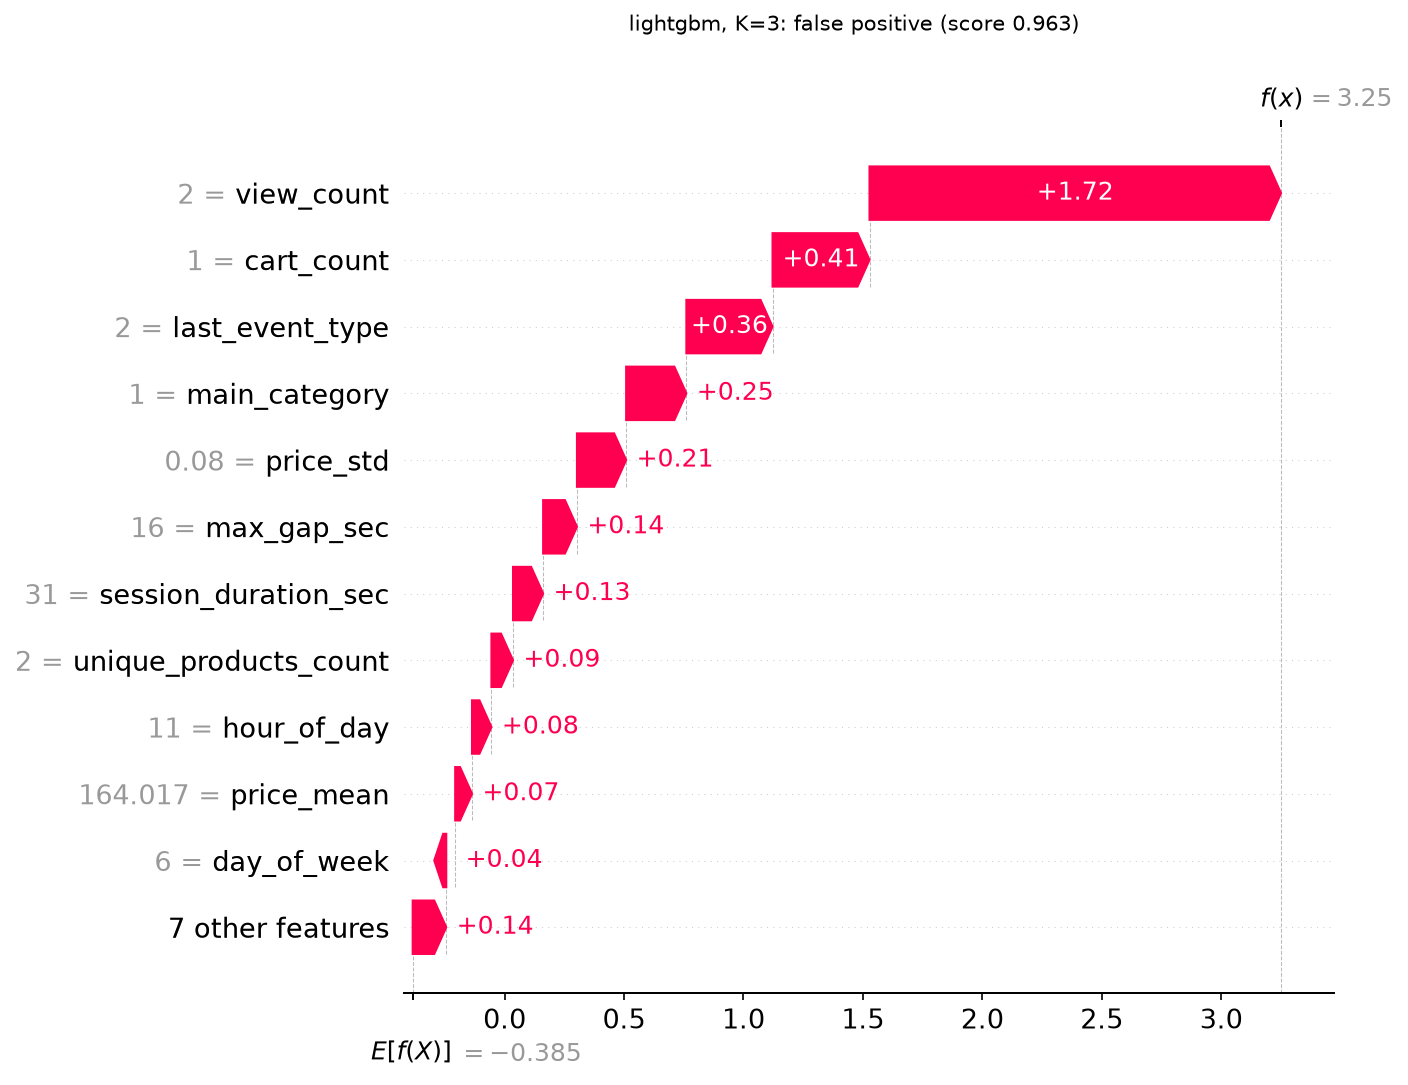 lightgbm, K=3: false positive (score 0.963)
f(x) = 3.25
2 = view_count +1.72
1 = cart_count +0.41
2 = last_event_type +0.36
1 = main_category +0.25
0.08 = price_std +0.21
16 = max_gap_sec +0.14
31 = session_duration_sec +0.13
2 = unique_products_count +0.09
11 = hour_of_day +0.08
164.017 = price_mean +0.07
6 = day_of_week +0.04
7 other features +0.14
0.0 0.5 1.0 1.5 2.0 2.5 3.0
E[f(X)] = −0.385